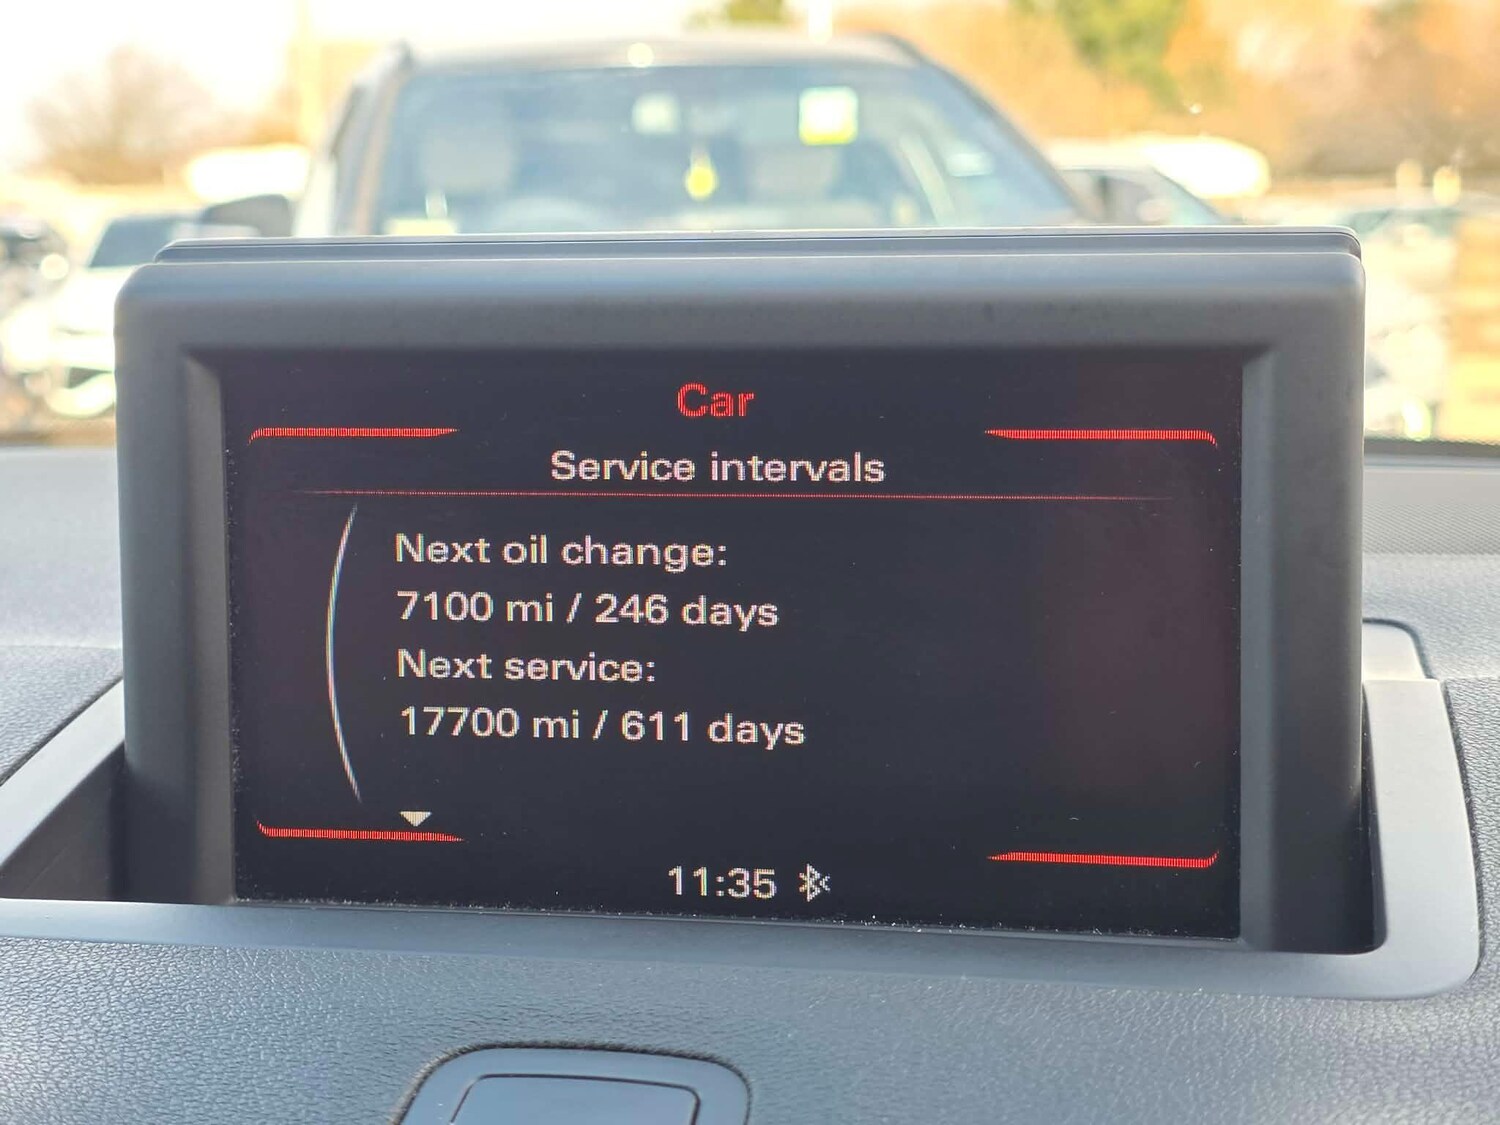 Car
Service intervals
Next oil change:
7100 mi / 246 days
Next service:
17700 mi / 611 days
11:35